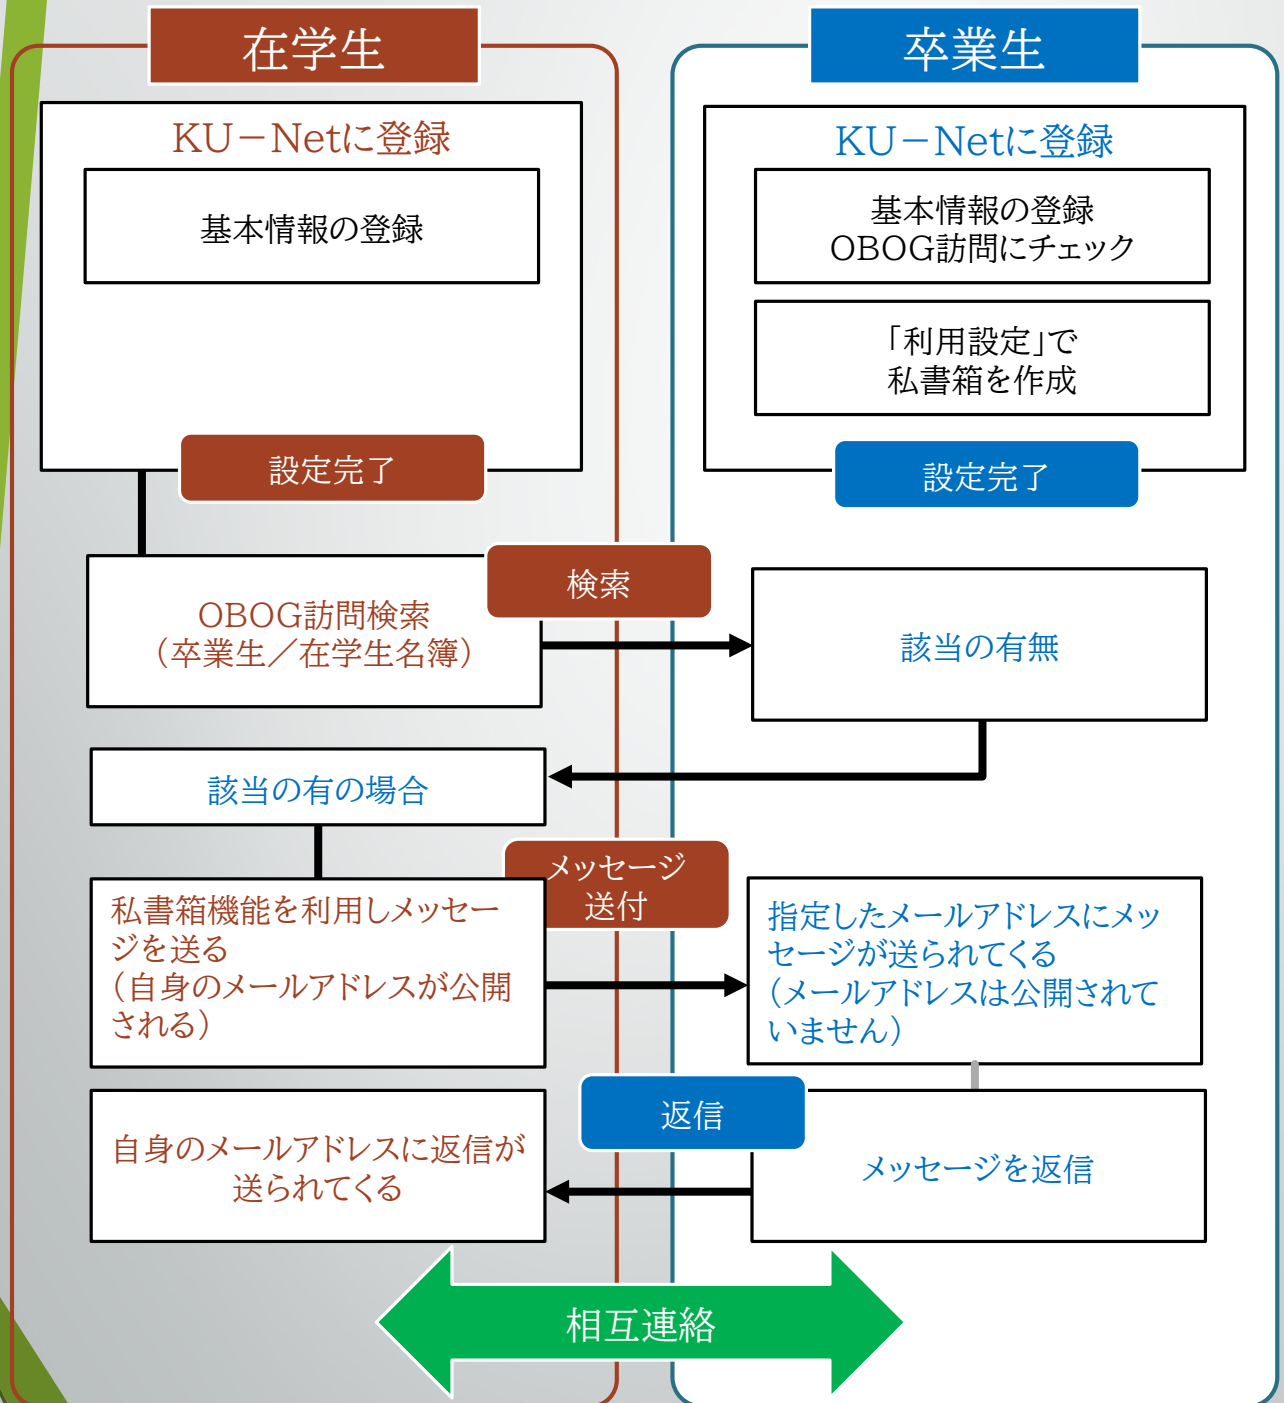 在学生
卒業生
KU－Netに登録
基本情報の登録
設定完了
KU－Netに登録
基本情報の登録
OBOG訪問にチェック
「利用設定」で
私書箱を作成
設定完了
OBOG訪問検索
（卒業生／在学生名簿）
検索
該当の有無
該当の有の場合
メッセージ
送付
私書箱機能を利用しメッセー
ジを送る
（自身のメールアドレスが公開
される）
指定したメールアドレスにメッ
セージが送られてくる
（メールアドレスは公開されて
いません）
返信
メッセージを返信
自身のメールアドレスに返信が
送られてくる
相互連絡